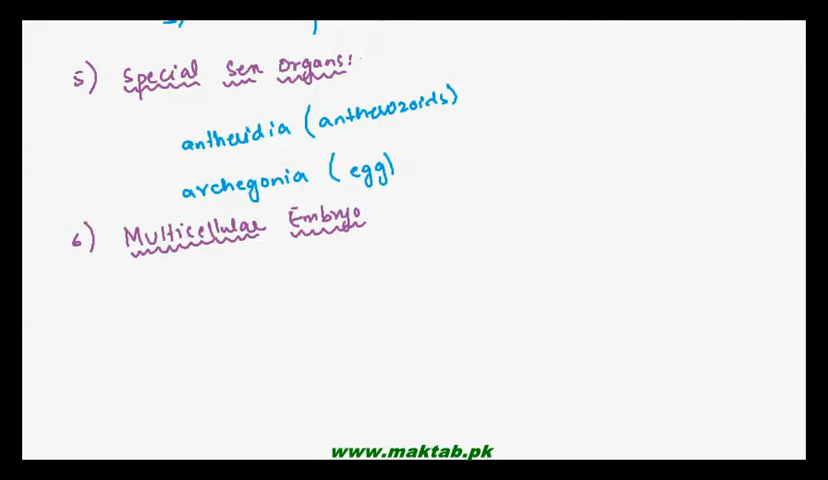 5) Special Sex Organs:
antheridia (antherozoids)
archegonia (egg)
6) Multicellular Embryo
www.maktab.pk